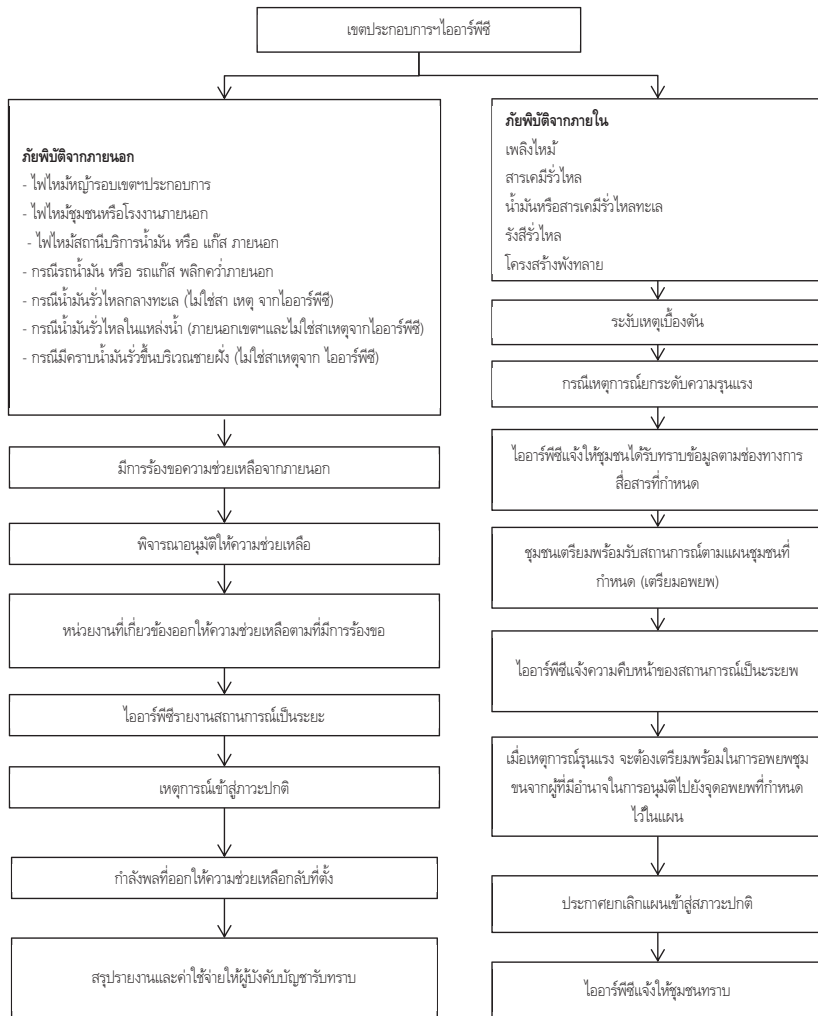 เขตประกอบการฯไออาร์พีซี
ภัยพิบัติจากภายนอก
- ไฟไหม้หญ้ารอบเขตฯประกอบการ
- ไฟไหม้ชุมชนหรือโรงงานภายนอก
- ไฟไหม้สถานีบริการน้ำมัน หรือ แก๊ส ภายนอก
- กรณีรถน้ำมัน หรือ รถแก๊ส พลิกคว่ำภายนอก
- กรณีน้ำมันรั่วไหลกลางทะเล (ไม่ใช่สา เหตุ จากไออาร์พีซี)
- กรณีน้ำมันรั่วไหลในแหล่งน้ำ (ภายนอกเขตฯและไม่ใช่สาเหตุจากไออาร์พีซี)
- กรณีมีคราบน้ำมันรั่วขึ้นบริเวณชายฝั่ง (ไม่ใช่สาเหตุจาก ไออาร์พีซี)
มีการร้องขอความช่วยเหลือจากภายนอก
พิจารณาอนุมัติให้ความช่วยเหลือ
หน่วยงานที่เกี่ยวข้องออกให้ความช่วยเหลือตามที่มีการร้องขอ
ไออาร์พีซีรายงานสถานการณ์เป็นระยะ
เหตุการณ์เข้าสู่ภาวะปกติ
กำลังพลที่ออกให้ความช่วยเหลือกลับที่ตั้ง
สรุปรายงานและค่าใช้จ่ายให้ผู้บังคับบัญชารับทราบ
ภัยพิบัติจากภายใน
เพลิงไหม้
สารเคมีรั่วไหล
น้ำมันหรือสารเคมีรั่วไหลทะเล
รังสีรั่วไหล
โครงสร้างพังทลาย
ระงับเหตุเบื้องต้น
กรณีเหตุการณ์ยกระดับความรุนแรง
ไออาร์พีซีแจ้งให้ชุมชนได้รับทราบข้อมูลตามช่องทางการ
สื่อสารที่กำหนด
ชุมชนเตรียมพร้อมรับสถานการณ์ตามแผนชุมชนที่
กำหนด (เตรียมอพยพ)
ไออาร์พีซีแจ้งความคืบหน้าของสถานการณ์เป็นะระยพ
เมื่อเหตุการณ์รุนแรง จะต้องเตรียมพร้อมในการอพยพชุม
ชนจากผู้ที่มีอำนาจในการอนุมัติไปยังจุดอพยพที่กำหนด
ไว้ในแผน
ประกาศยกเลิกแผนเข้าสู่สภาวะปกติ
ไออาร์พีซีแจ้งให้ชุมชนทราบ